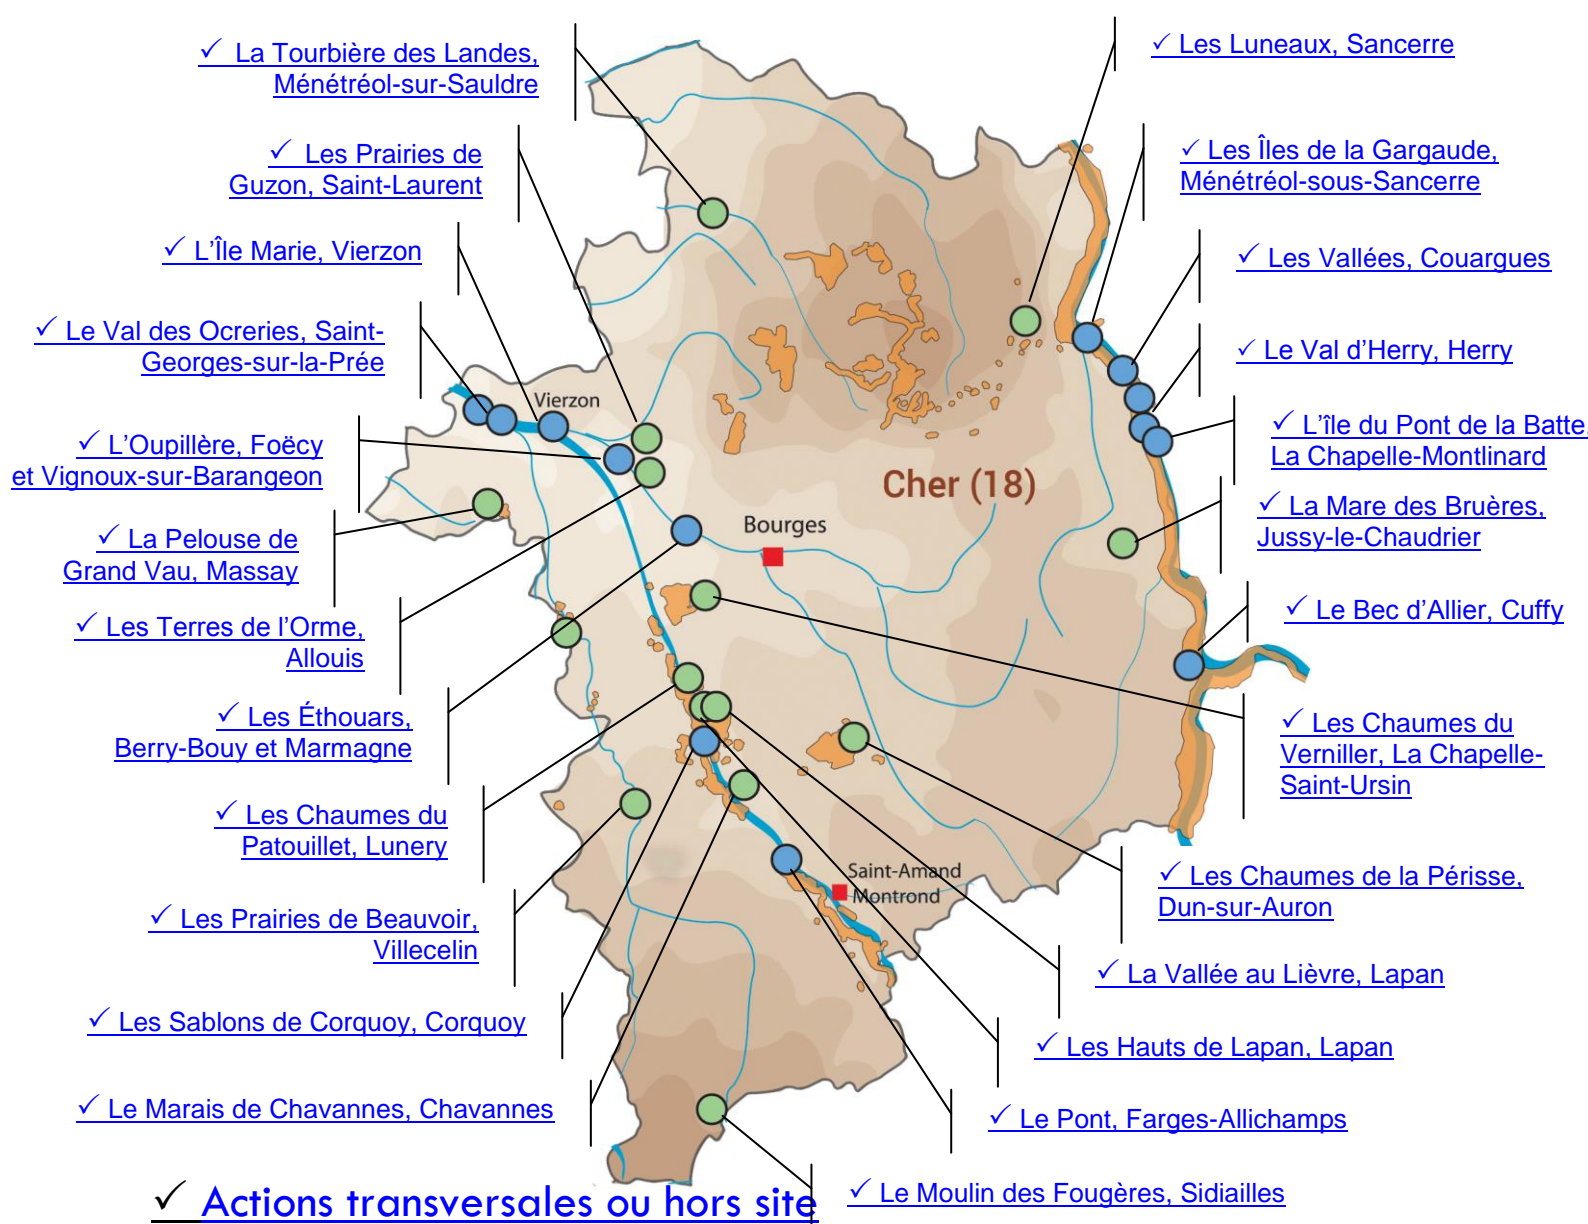 ✓ La Tourbière des Landes,
Ménétréol-sur-Sauldre
✓ Les Prairies de
Guzon, Saint-Laurent
✓ L’Île Marie, Vierzon
✓ Le Val des Ocreries, Saint-
Georges-sur-la-Prée
✓ L’Oupillère, Foëcy
et Vignoux-sur-Barangeon
✓ La Pelouse de
Grand Vau, Massay
✓ Les Terres de l’Orme,
Allouis
✓ Les Éthouars,
Berry-Bouy et Marmagne
✓ Les Chaumes du
Patouillet, Lunery
✓ Les Prairies de Beauvoir,
Villecelin
✓ Les Sablons de Corquoy, Corquoy
✓ Le Marais de Chavannes, Chavannes
✓ Actions transversales ou hors site
Vierzon
Bourges
Cher (18)
Saint-Amand
Montrond
✓ Les Luneaux, Sancerre
✓ Les Îles de la Gargaude,
Ménétréol-sous-Sancerre
✓ Les Vallées, Couargues
✓ Le Val d’Herry, Herry
✓ L’île du Pont de la Batte,
La Chapelle-Montlinard
✓ La Mare des Bruères,
Jussy-le-Chaudrier
✓ Le Bec d’Allier, Cuffy
✓ Les Chaumes du
Verniller, La Chapelle-
Saint-Ursin
✓ Les Chaumes de la Périsse,
Dun-sur-Auron
✓ La Vallée au Lièvre, Lapan
✓ Les Hauts de Lapan, Lapan
✓ Le Pont, Farges-Allichamps
✓ Le Moulin des Fougères, Sidiailles